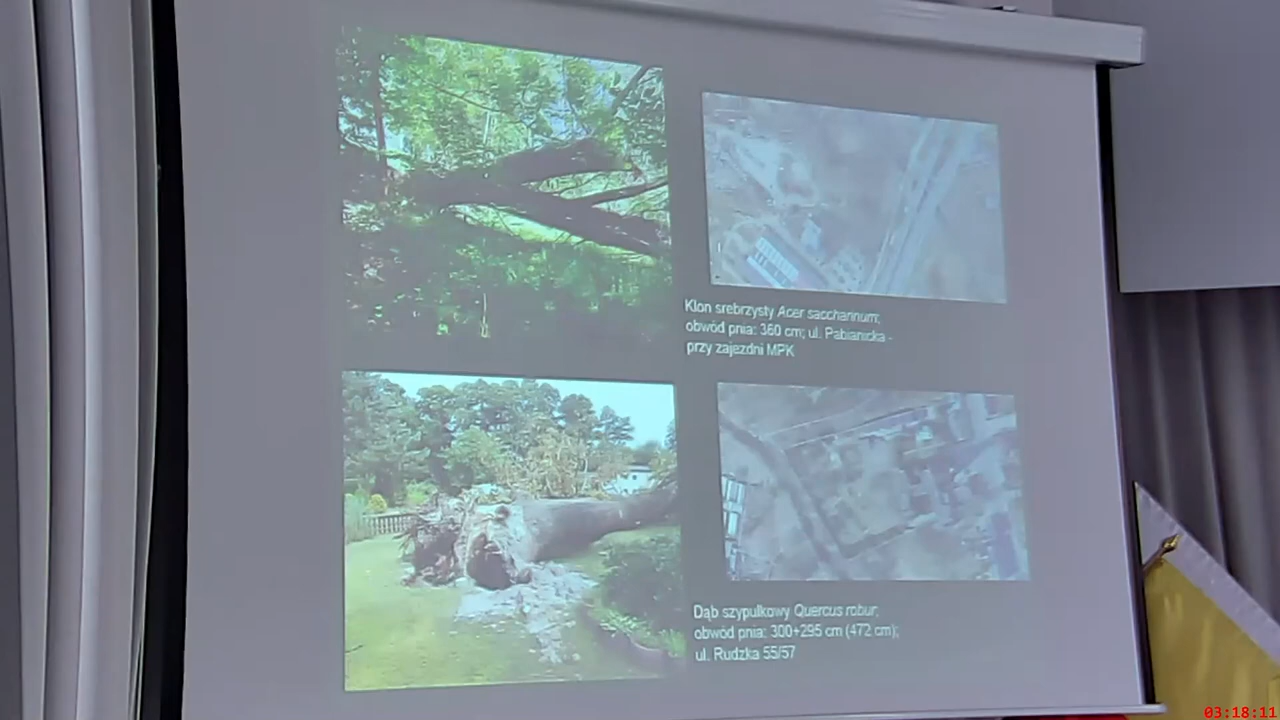 Klon srebrzysty Acer saccharinum;
obwód pnia: 360 cm; ul. Pabianicka -
przy zajezdni MPK
Dąb szypułkowy Quercus robur;
obwód pnia: 300+295 cm (472 cm);
ul. Rudzka 55/57
03:18:11